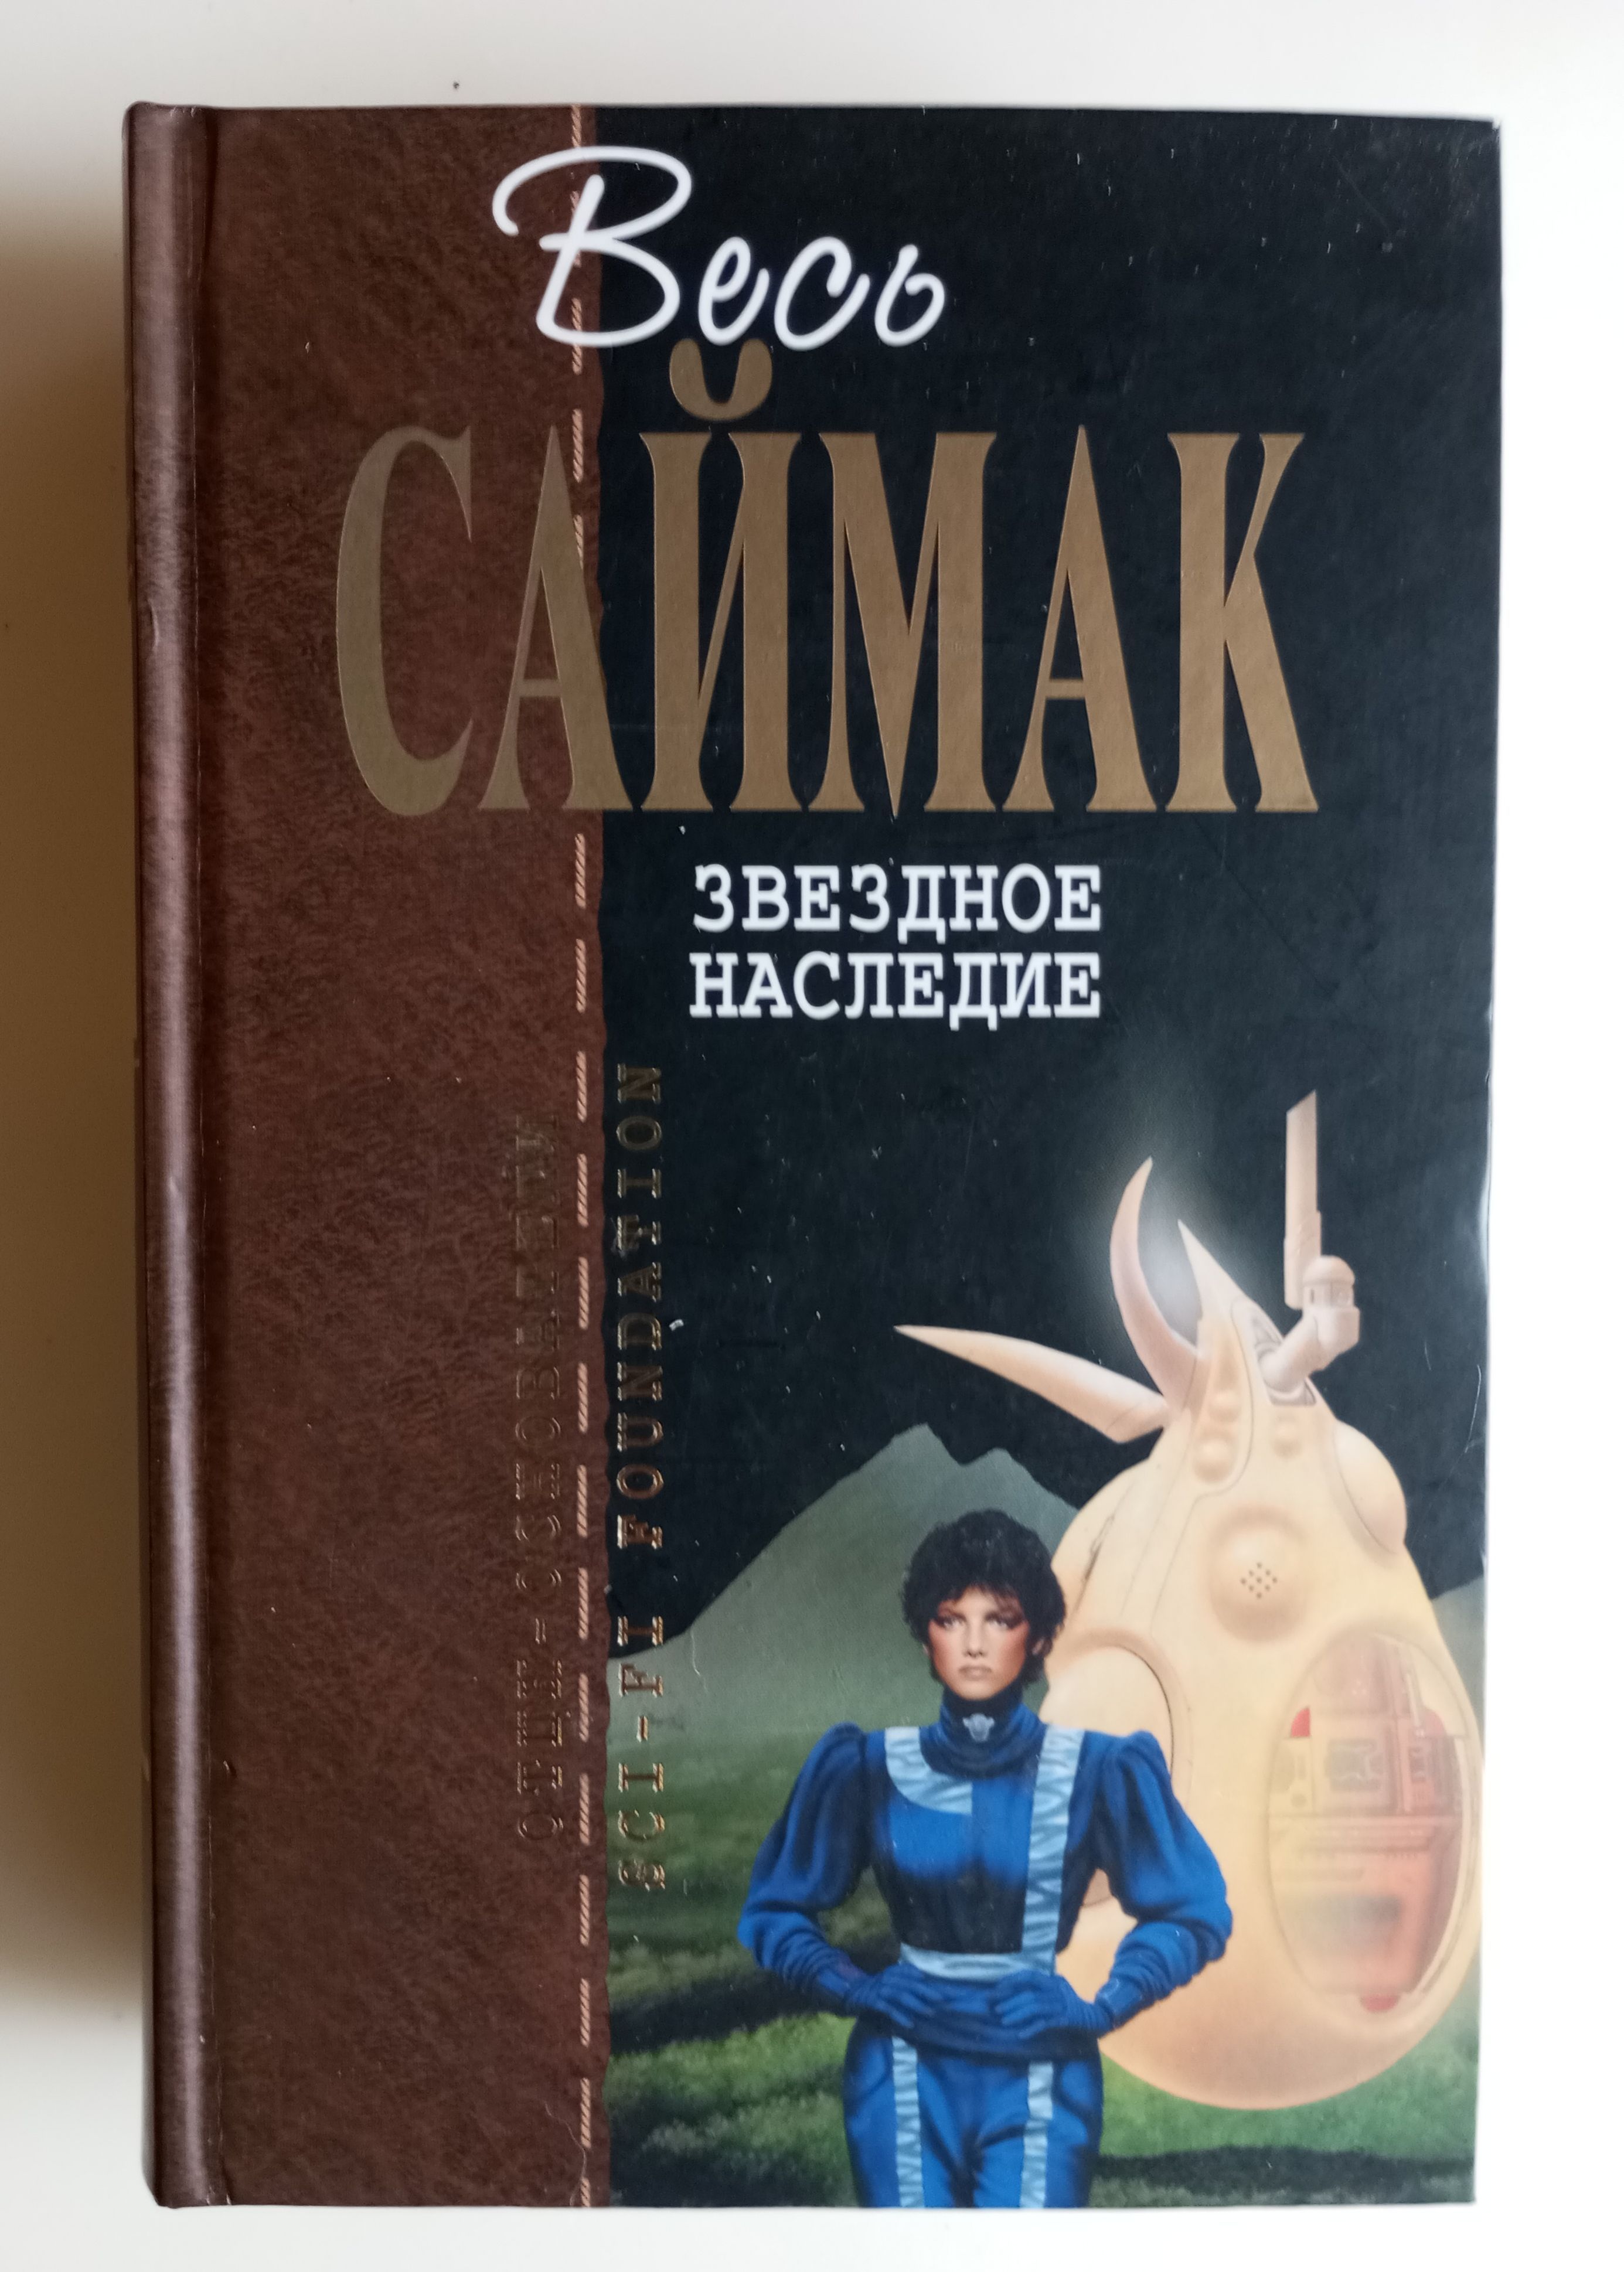 Весь
САЙМАК
ЗВЕЗДНОЕ
НАСЛЕДИЕ
ОТЦЫ-ОСНОВАТЕЛИ
SCI-FI FOUNDATION